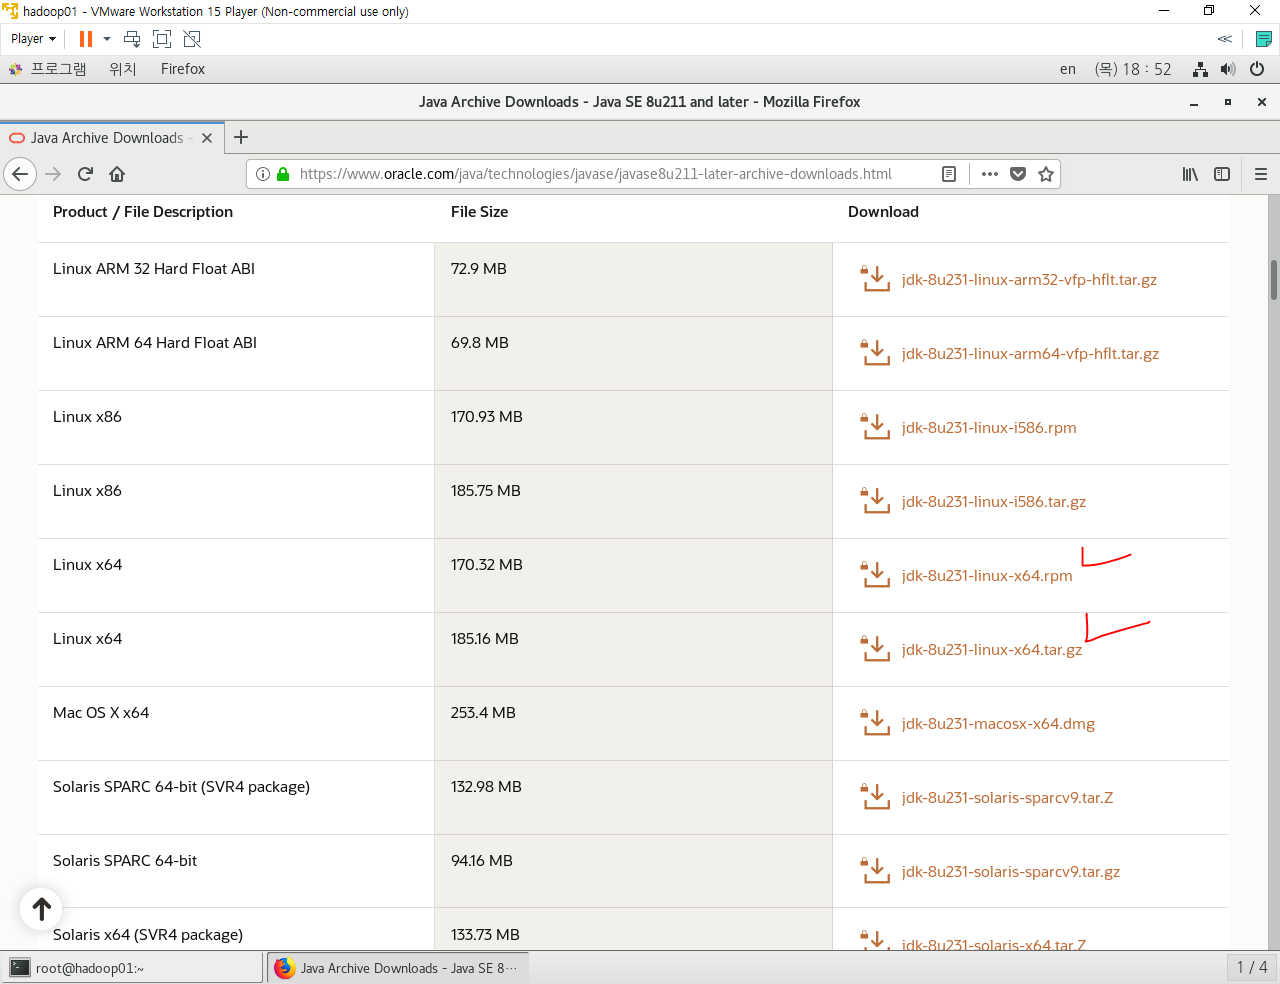 hadoop01 - VMware Workstation 15 Player (Non-commercial use only)
Player
프로그램 위치 Firefox en (목) 18 : 52
Java Archive Downloads - Java SE 8u211 and later - Mozilla Firefox
Java Archive Downloads -
https://www.oracle.com/java/technologies/javase/javase8u211-later-archive-downloads.html
Product / File Description File Size Download
Linux ARM 32 Hard Float ABI 72.9 MB jdk-8u231-linux-arm32-vfp-hflt.tar.gz
Linux ARM 64 Hard Float ABI 69.8 MB jdk-8u231-linux-arm64-vfp-hflt.tar.gz
Linux x86 170.93 MB jdk-8u231-linux-i586.rpm
Linux x86 185.75 MB jdk-8u231-linux-i586.tar.gz
Linux x64 170.32 MB jdk-8u231-linux-x64.rpm
Linux x64 185.16 MB jdk-8u231-linux-x64.tar.gz
Mac OS X x64 253.4 MB jdk-8u231-macosx-x64.dmg
Solaris SPARC 64-bit (SVR4 package) 132.98 MB jdk-8u231-solaris-sparcv9.tar.Z
Solaris SPARC 64-bit 94.16 MB jdk-8u231-solaris-sparcv9.tar.gz
Solaris x64 (SVR4 package) 133.73 MB jdk-8u231-solaris-x64.tar.Z
root@hadoop01:~ Java Archive Downloads - Java SE 8··· 1 / 4